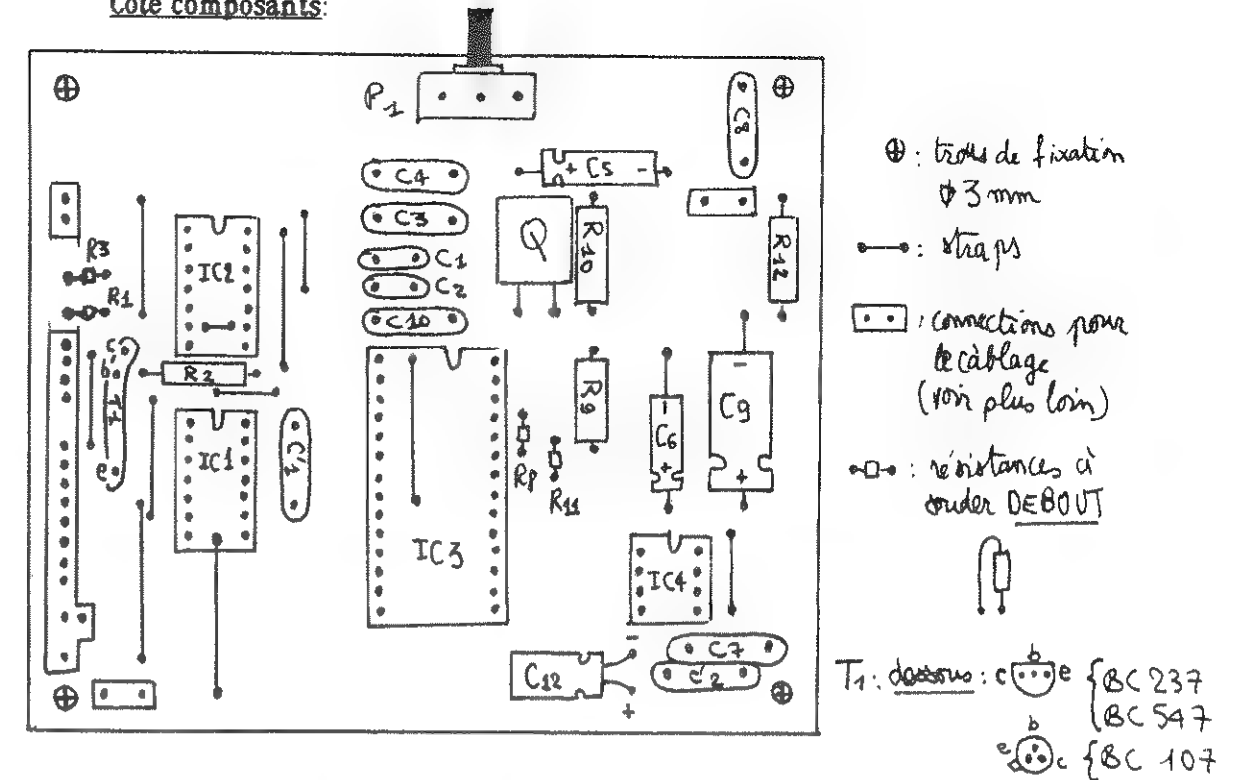 Côté composants:
P1
C8
+ C5 -
C4
C3
C1
C2
C10
Q
R10
R12
R3
R1
IC2
R2
c
b
T1
e
IC1
C'1
IC3
R8
R11
R9
-
C6
+
-
C9
+
IC4
C7
C'2
C12
-
+
⊕ : trous de fixation
φ 3 mm
: straps
: connections pour
le câblage
(voir plus loin)
: résistances à
souder DEBOUT
T1 : dessous : c b e { BC 237
{ BC 547
e b c { BC 107